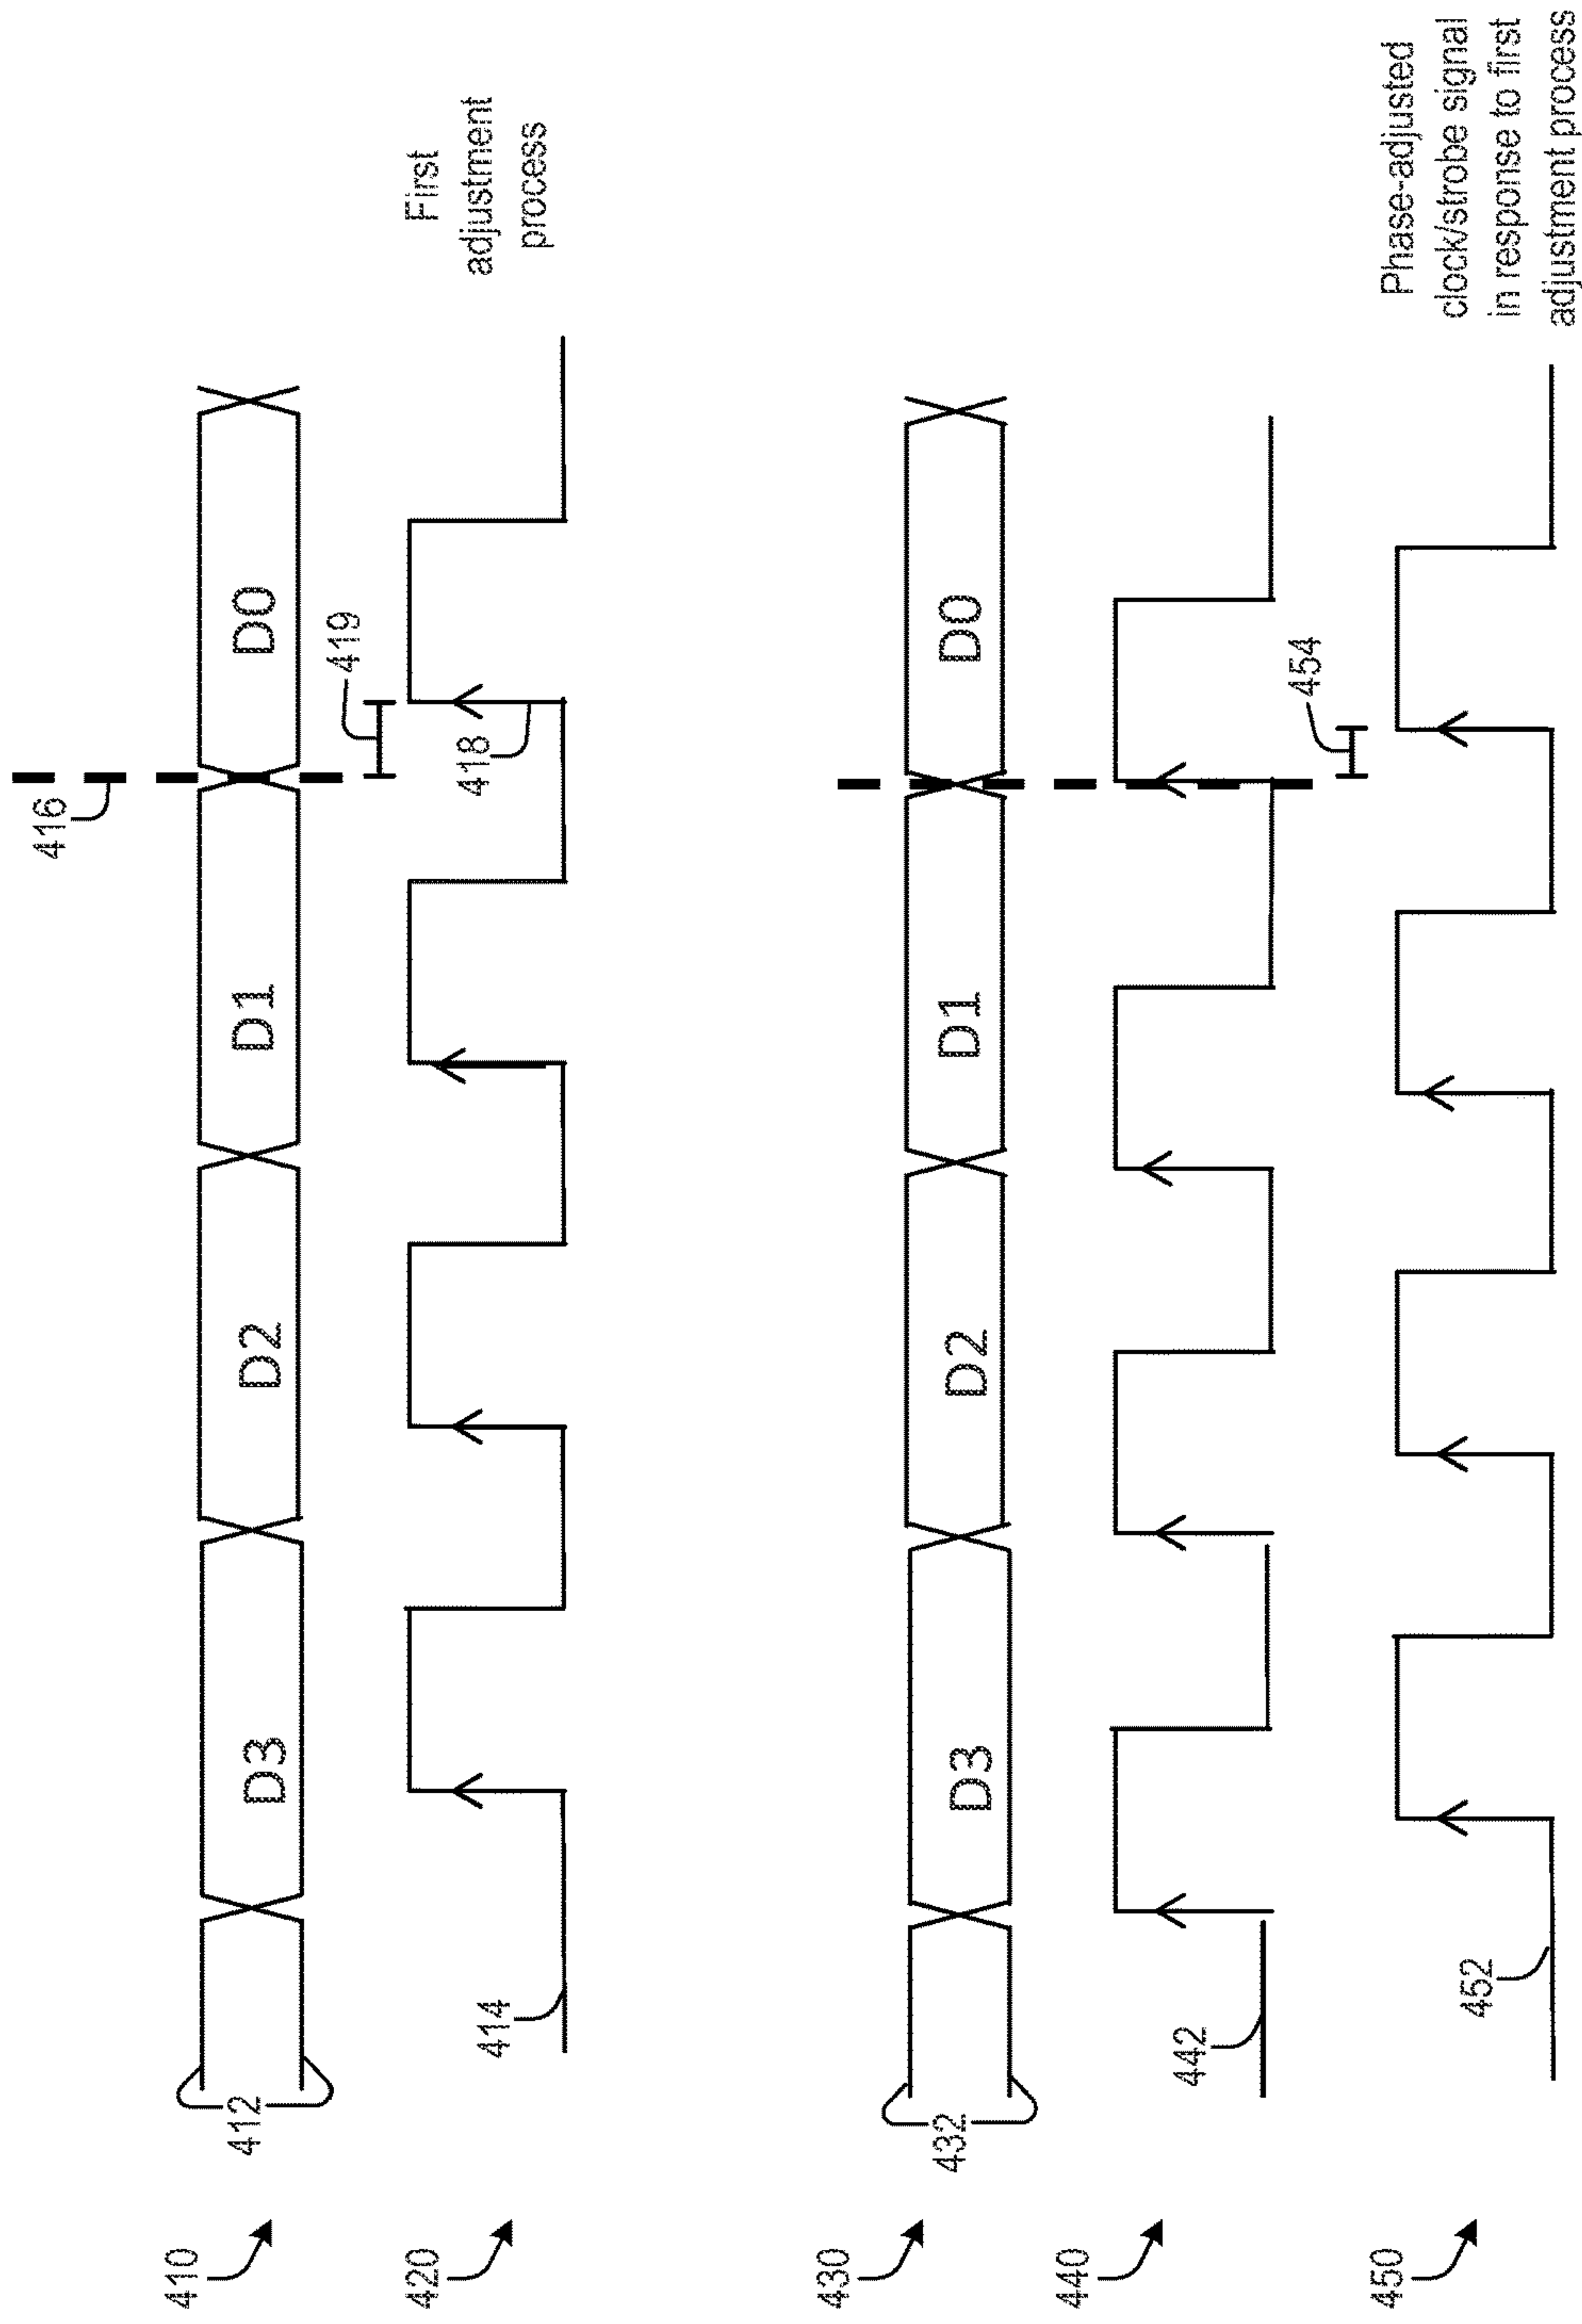 410
412
D3
D2
D1
D0
416
419
418
420
414
First
adjustment
process
430
432
D3
D2
D1
D0
440
442
454
450
452
Phase-adjusted
clock/strobe signal
in response to first
adjustment process